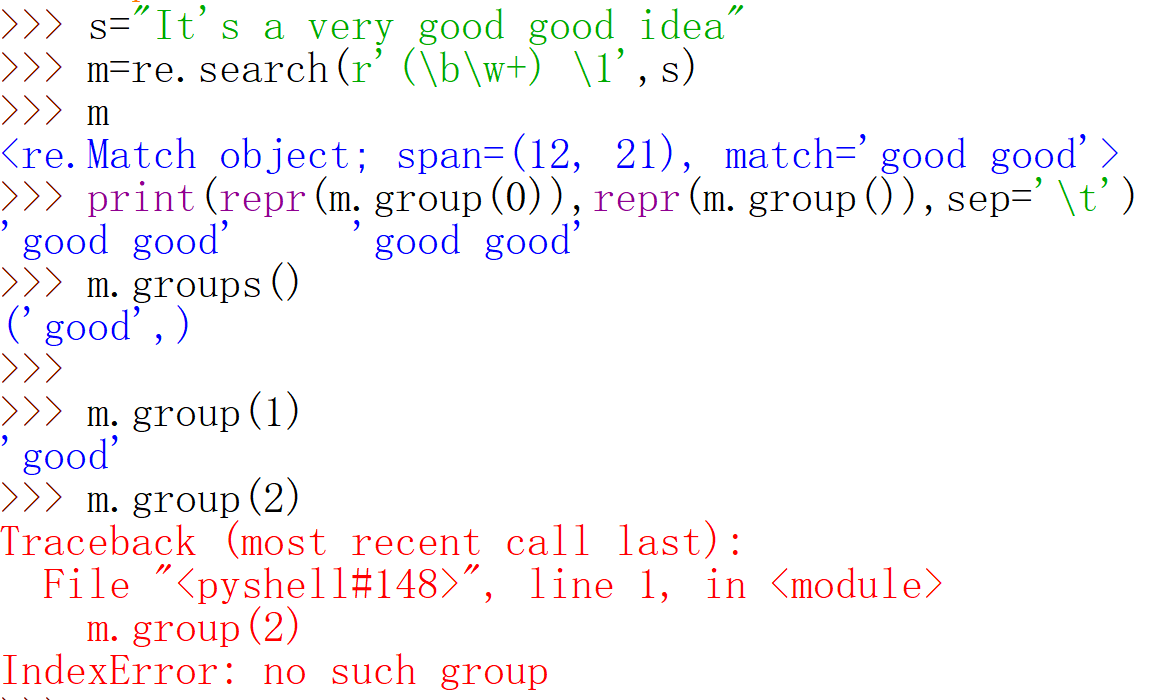 >>> s="It's a very good good idea"
>>> m=re.search(r'(\b\w+) \1',s)
>>> m
<re.Match object; span=(12, 21), match='good good'>
>>> print(repr(m.group(0)),repr(m.group()),sep='\t')
'good good'	'good good'
>>> m.groups()
('good',)
>>>
>>> m.group(1)
'good'
>>> m.group(2)
Traceback (most recent call last):
  File "<pyshell#148>", line 1, in <module>
    m.group(2)
IndexError: no such group